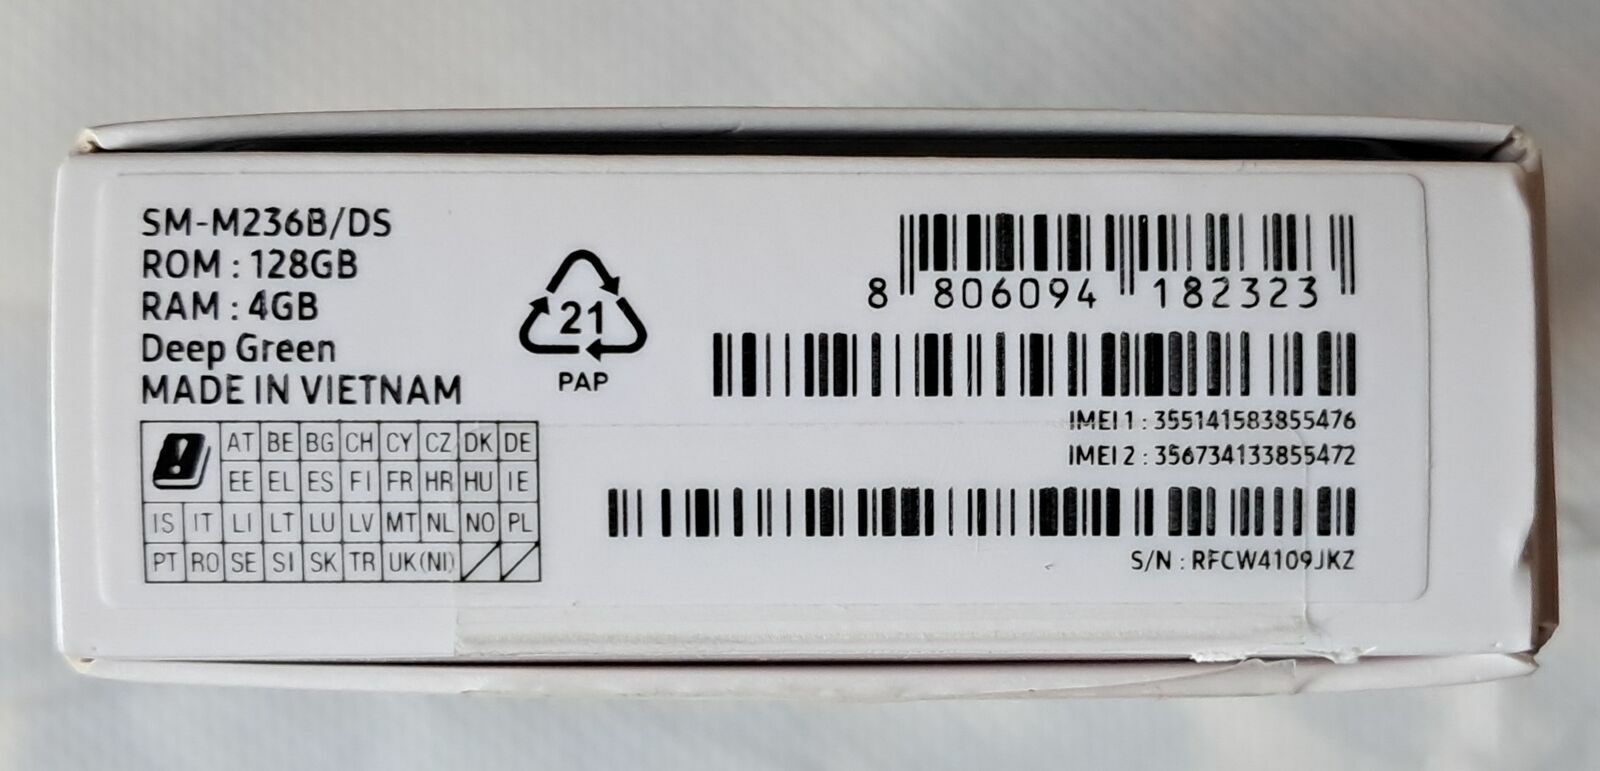 SM-M236B/DS
ROM : 128GB
RAM : 4GB
Deep Green
MADE IN VIETNAM
AT BE BG CH CY CZ DK DE
EE EL ES FI FR HR HU IE
IS IT LI LT LU LV MT NL NO PL
PT RO SE SI SK TR UK(NI)
21
PAP
8 806094 182323
IMEI 1 : 355141583855476
IMEI 2 : 356734133855472
S/N : RFCW4109JKZ